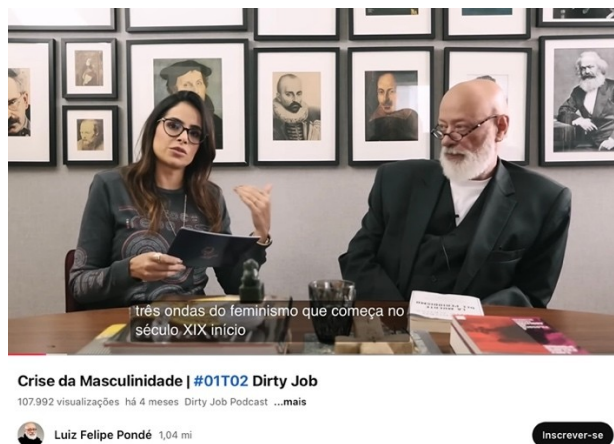 três ondas do feminismo que começa no
século XIX início
Crise da Masculinidade | #01T02 Dirty Job
107.992 visualizações há 4 meses Dirty Job Podcast ...mais
Luiz Felipe Pondé 1,04 mi
Inscrever-se